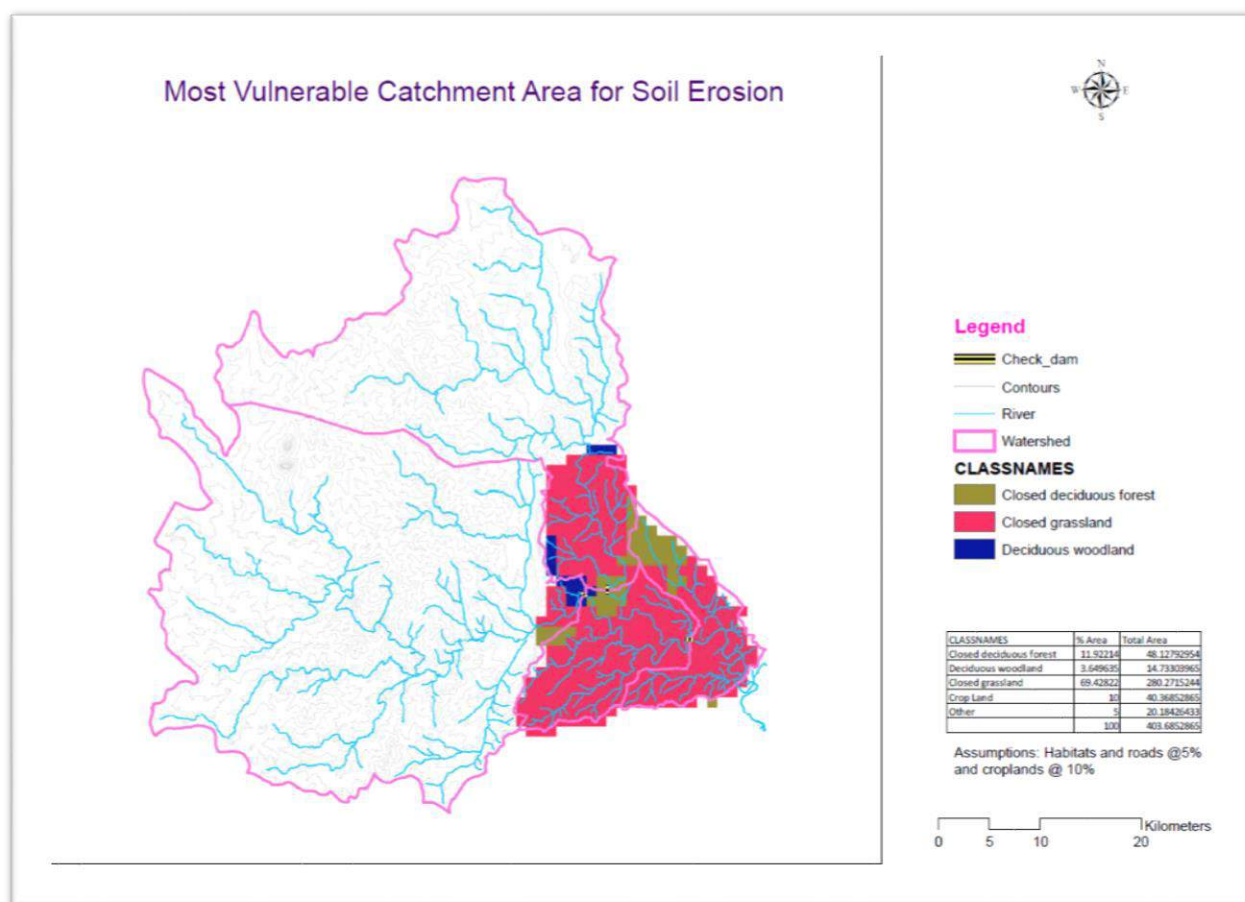 Most Vulnerable Catchment Area for Soil Erosion
N
W E
S
Legend
Check_dam
Contours
River
Watershed
CLASSNAMES
Closed deciduous forest
Closed grassland
Deciduous woodland
CLASSNAMES % Area Total Area
Closed deciduous forest 11.92214 48.12792954
Deciduous woodland 3.649635 14.73303965
Closed grassland 69.42822 280.2715244
Crop Land 10 40.36852865
Other 5 20.18426433
100 403.6852865
Assumptions: Habitats and roads @5%
and croplands @ 10%
Kilometers
0 5 10 20